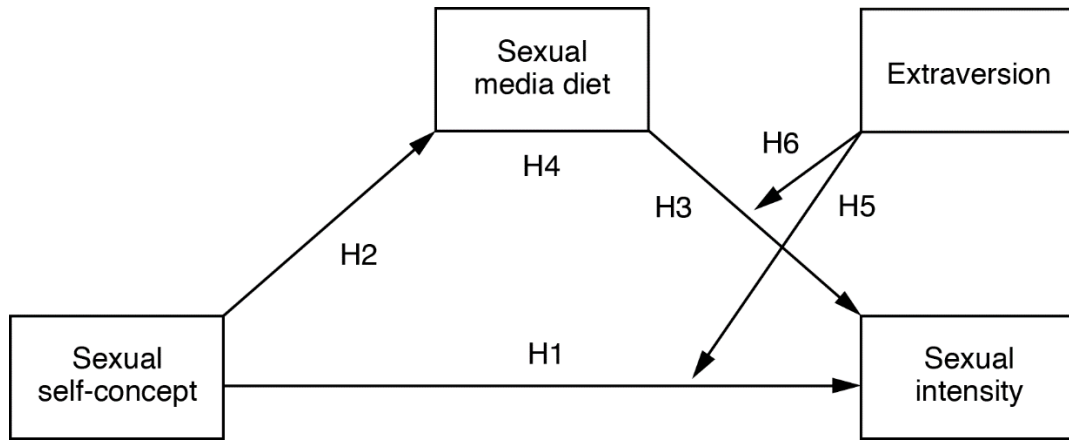 Sexual
media diet
Extraversion
H6
H4
H3
H5
H2
H1
Sexual
self-concept
Sexual
intensity